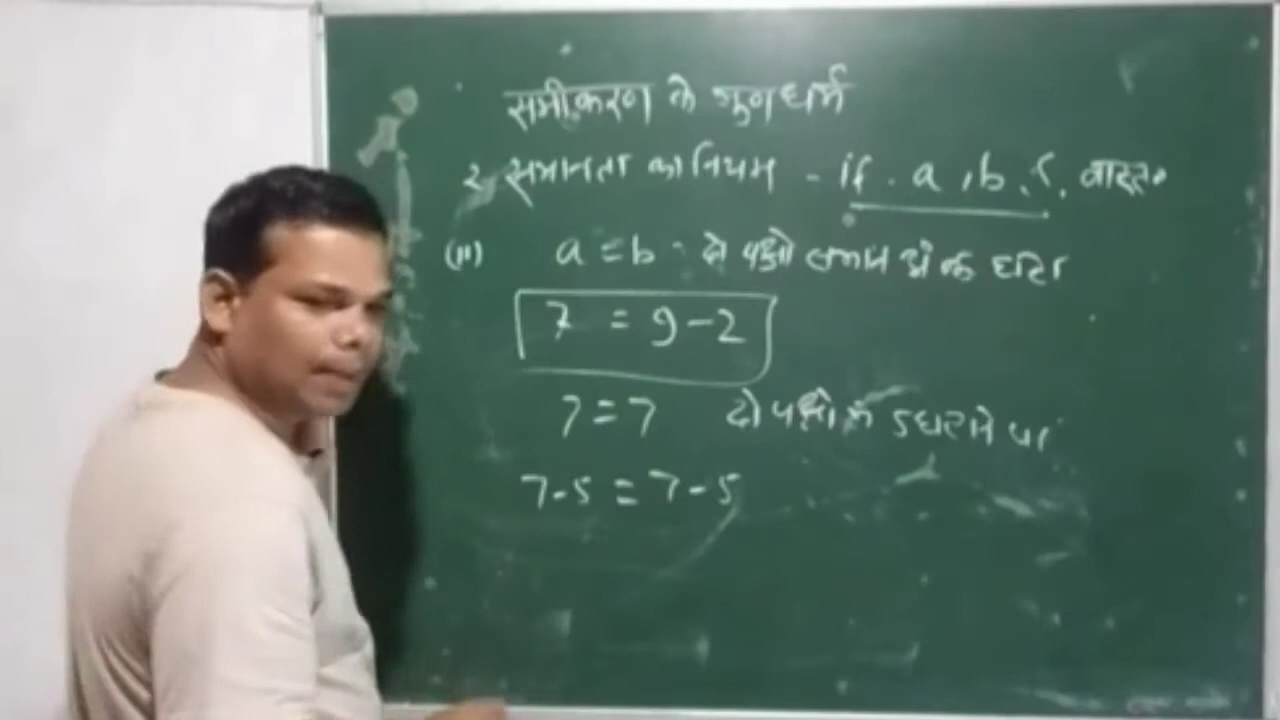 समीकरण के गुणधर्म
2 समानता का नियम - if . a , b , c . वास्त०
(ii) a = b - दो पक्षो समान अंक घटा
7 = 9-2
7 = 7 दो पक्षो में 5 घटाने पर
7-5 = 7-5